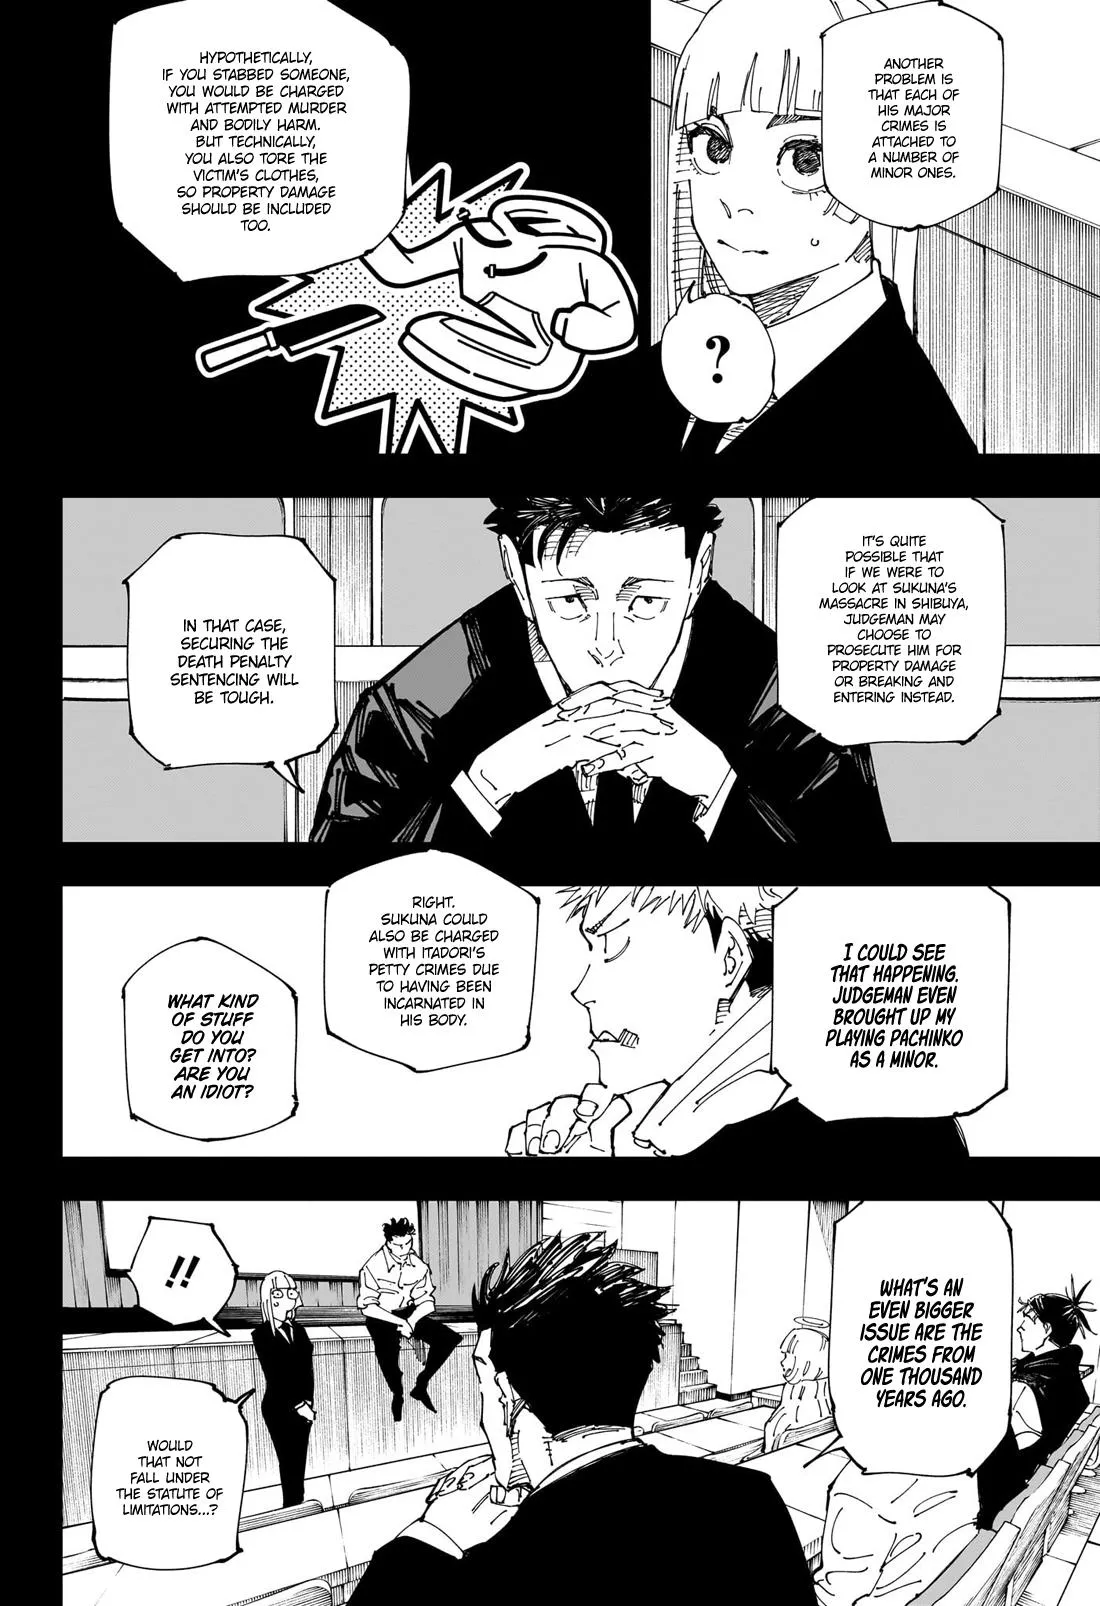 ANOTHER
PROBLEM IS
THAT EACH OF
HIS MAJOR
CRIMES IS
ATTACHED TO
A NUMBER OF
MINOR ONES.
?
HYPOTHETICALLY,
IF YOU STABBED SOMEONE,
YOU WOULD BE CHARGED
WITH ATTEMPTED MURDER
AND BODILY HARM.
BUT TECHNICALLY,
YOU ALSO TORE THE
VICTIM'S CLOTHES,
SO PROPERTY DAMAGE
SHOULD BE INCLUDED
TOO.
IT'S QUITE
POSSIBLE THAT
IF WE WERE TO
LOOK AT SUKUNA'S
MASSACRE IN SHIBUYA,
JUDGEMAN MAY
CHOOSE TO
PROSECUTE HIM FOR
PROPERTY DAMAGE
OR BREAKING AND
ENTERING INSTEAD.
IN THAT CASE,
SECURING THE
DEATH PENALTY
SENTENCING WILL
BE TOUGH.
I COULD SEE
THAT HAPPENING.
JUDGEMAN EVEN
BROUGHT UP MY
PLAYING PACHINKO
AS A MINOR.
RIGHT.
SUKUNA COULD
ALSO BE CHARGED
WITH ITADORI'S
PETTY CRIMES DUE
TO HAVING BEEN
INCARNATED IN
HIS BODY.
WHAT KIND
OF STUFF
DO YOU
GET INTO?
ARE YOU
AN IDIOT?
WHAT'S AN
EVEN BIGGER
ISSUE ARE THE
CRIMES FROM
ONE THOUSAND
YEARS AGO.
!!
WOULD
THAT NOT
FALL UNDER
THE STATUTE OF
LIMITATIONS...?